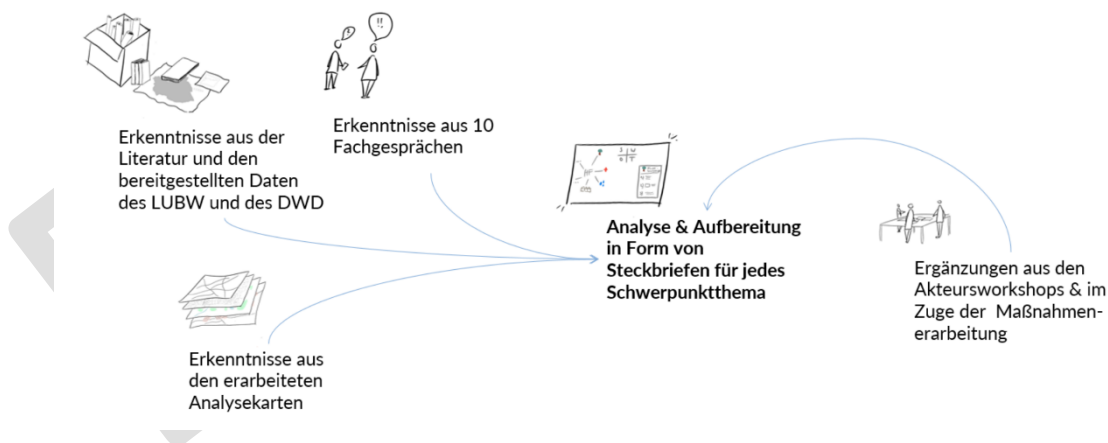 Erkenntnisse aus der
Literatur und den
bereitgestellten Daten
des LUBW und des DWD
Erkenntnisse aus 10
Fachgesprächen
Analyse & Aufbereitung
in Form von
Steckbriefen für jedes
Schwerpunktthema
Ergänzungen aus den
Akteursworkshops & im
Zuge der Maßnahmen-
erarbeitung
Erkenntnisse aus
den erarbeiteten
Analysekarten